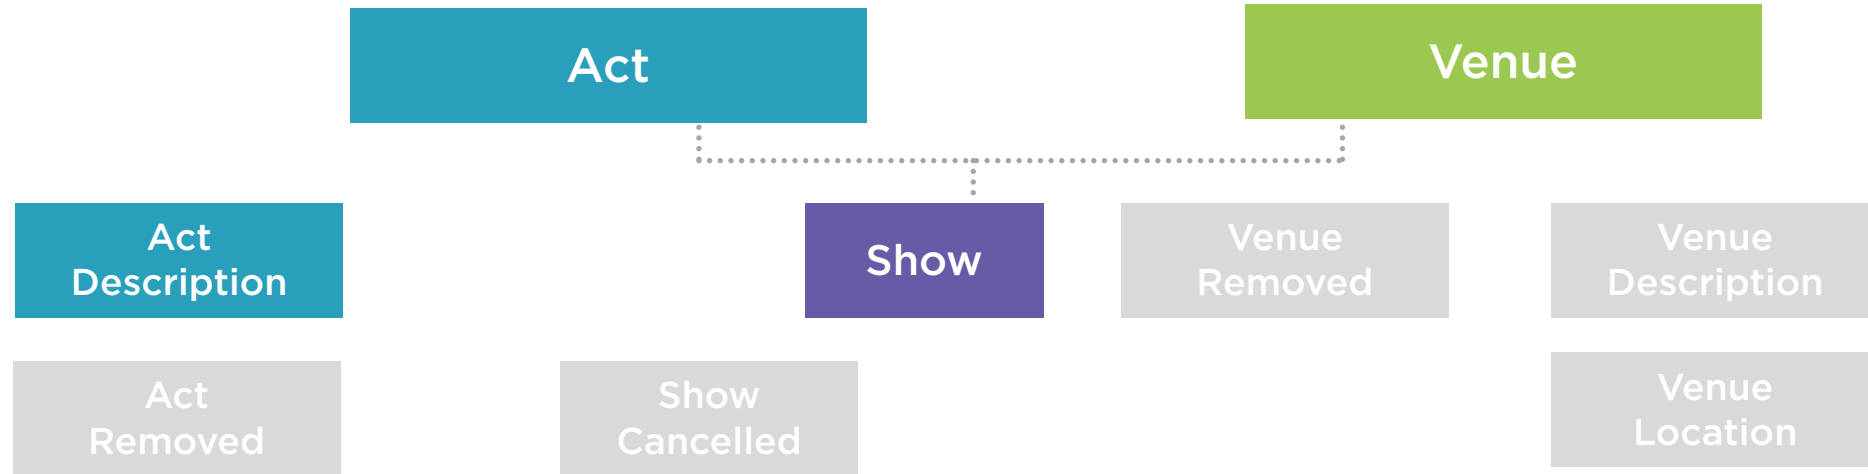 Act
Venue
Act
Description
Show
Venue
Removed
Venue
Description
Act
Removed
Show
Cancelled
Venue
Location